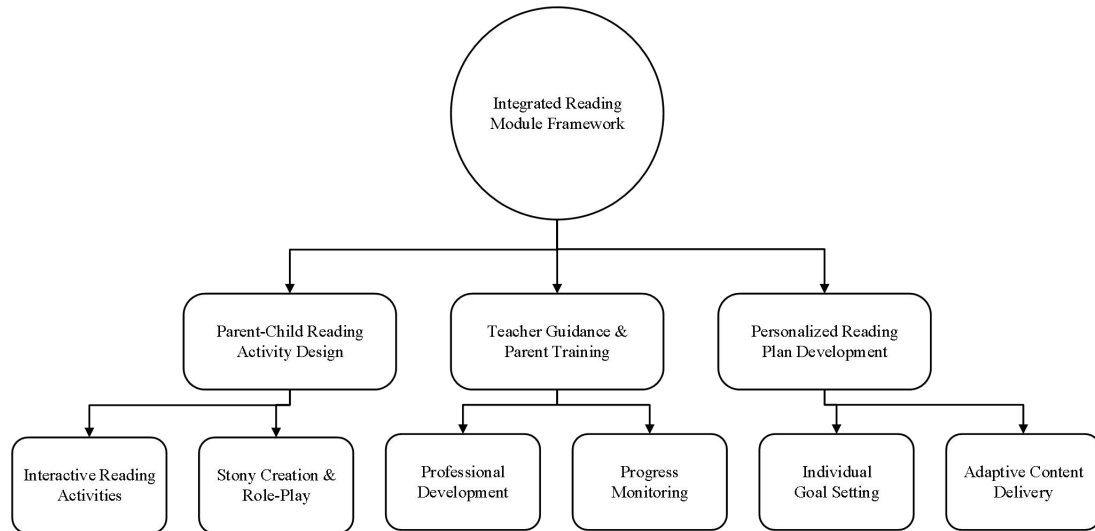 Integrated Reading
Module Framework
Parent-Child Reading
Activity Design
Teacher Guidance &
Parent Training
Personalized Reading
Plan Development
Interactive Reading
Activities
Stony Creation &
Role-Play
Professional
Development
Progress
Monitoring
Individual
Goal Setting
Adaptive Content
Delivery